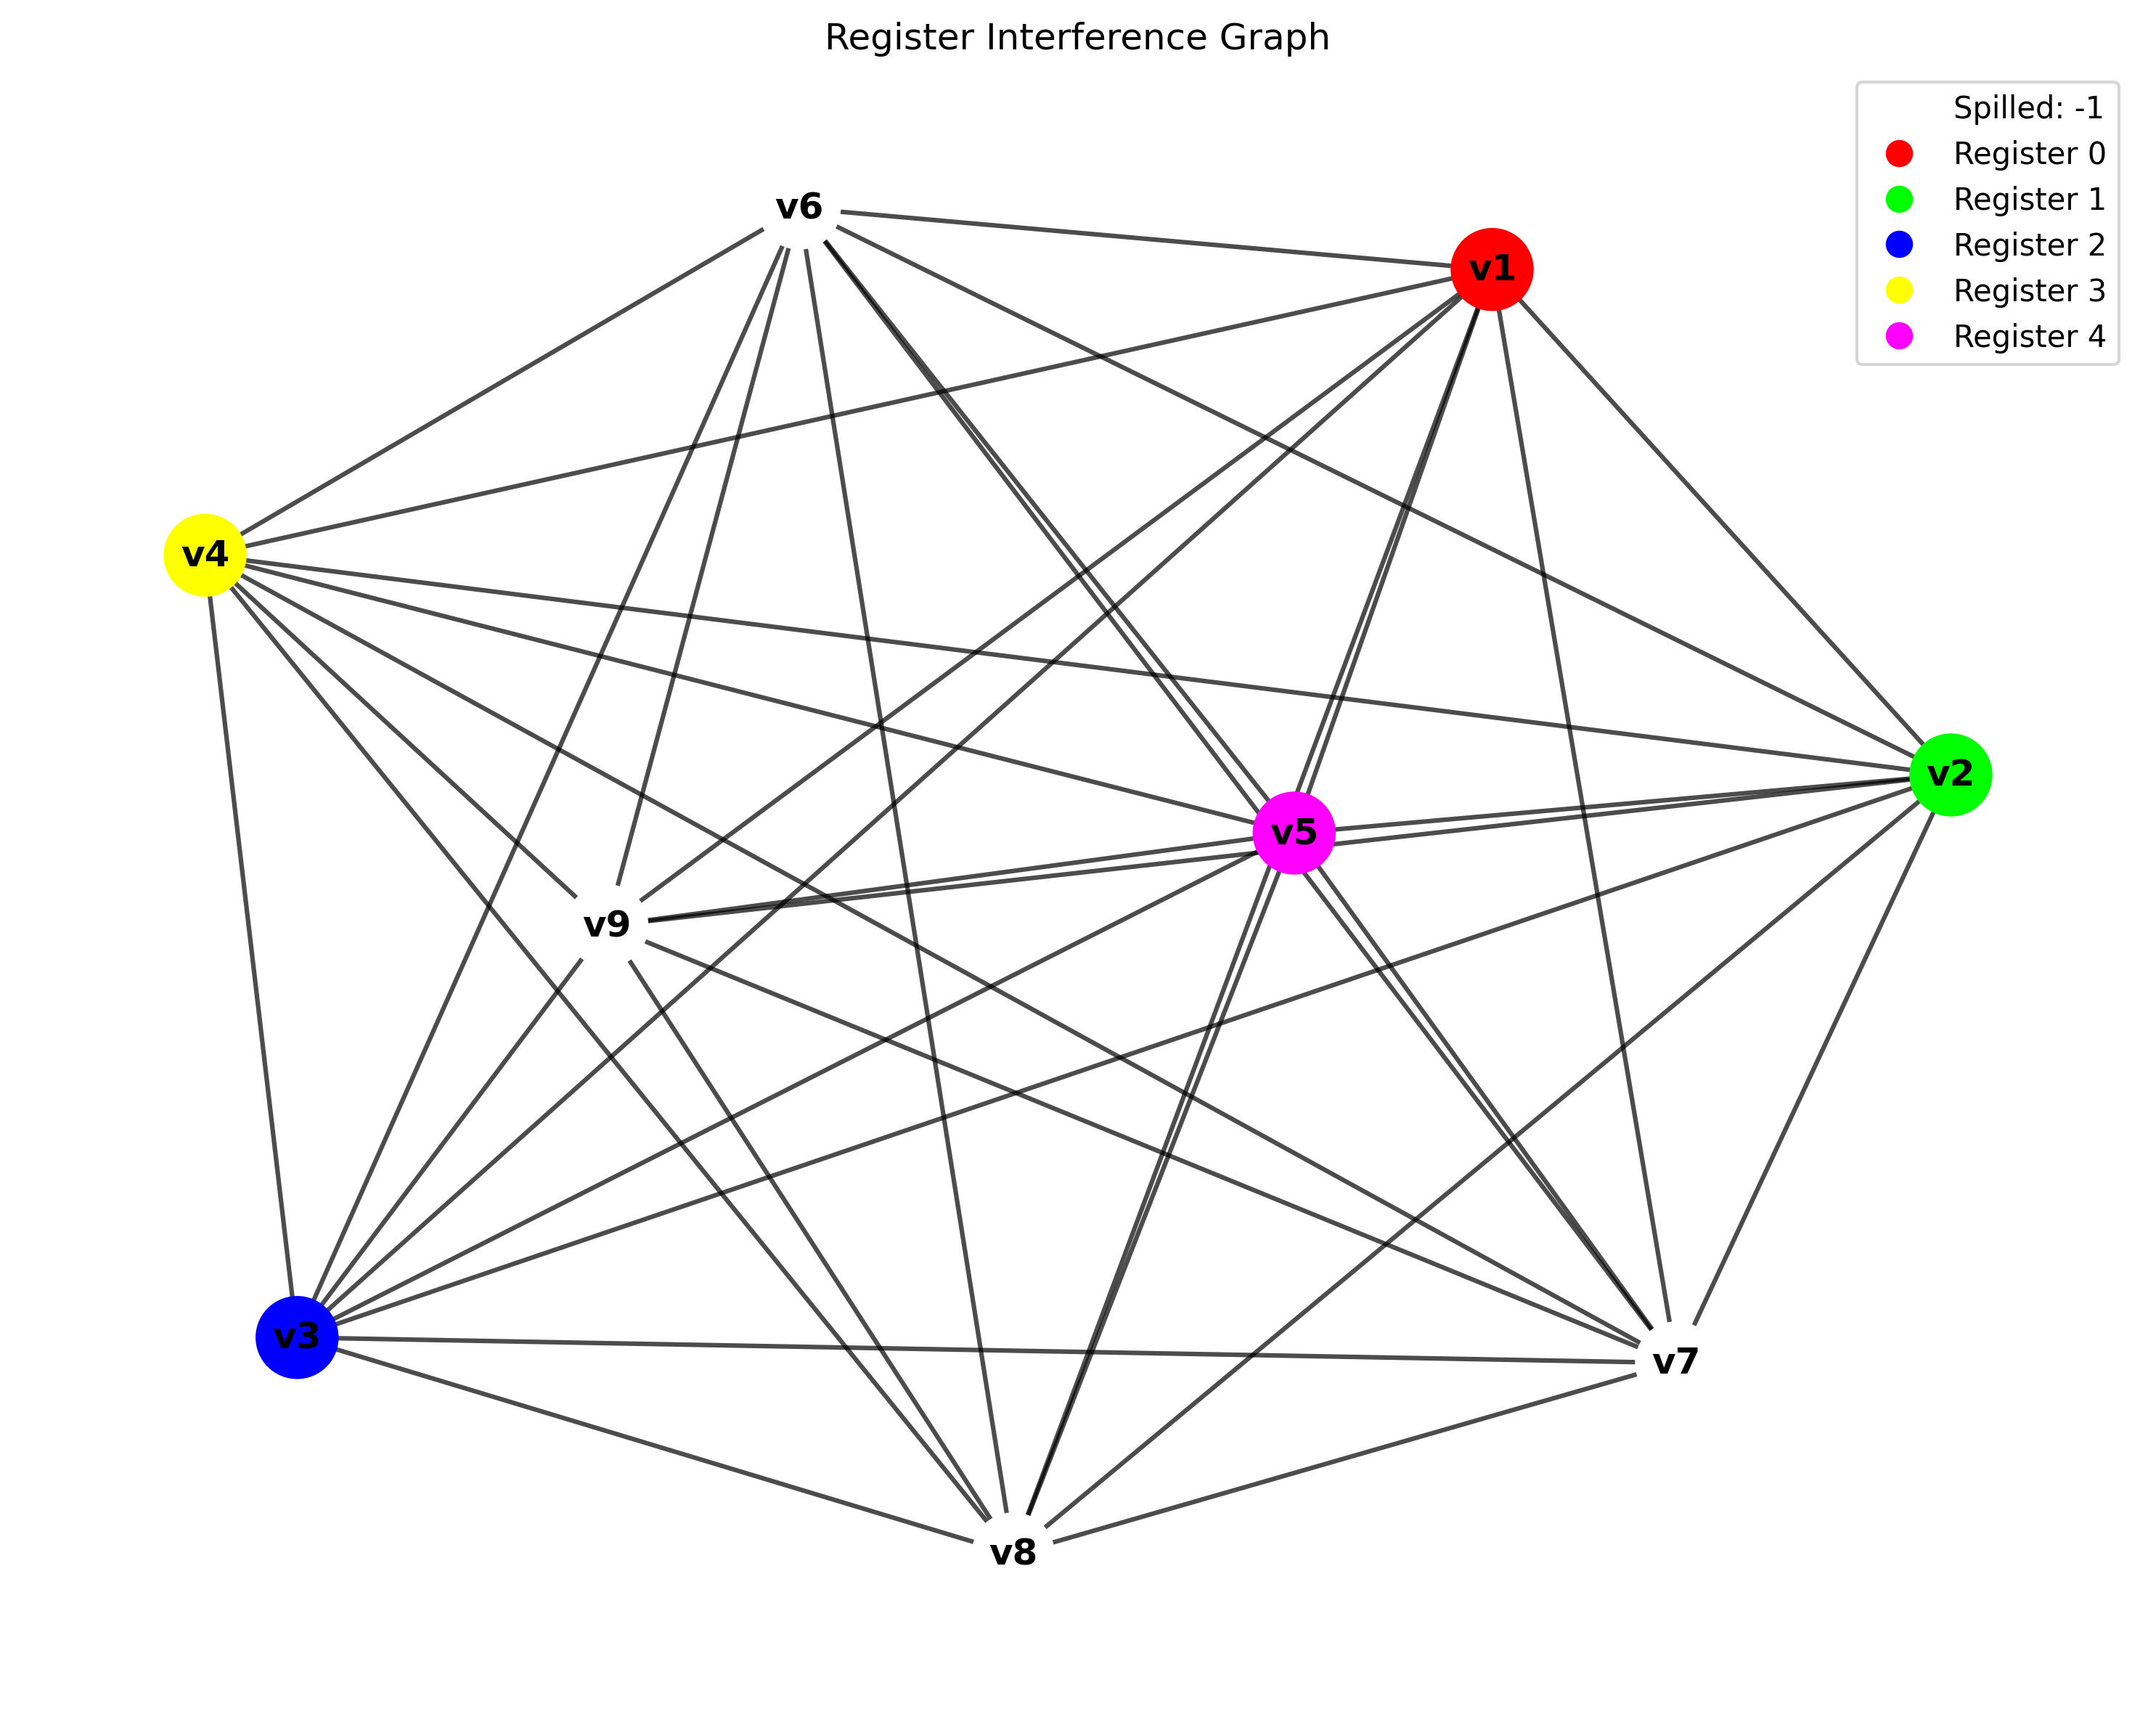 Register Interference Graph
Spilled: -1
Register 0
Register 1
Register 2
Register 3
Register 4
v6
v1
v4
v2
v5
v9
v3
v7
v8